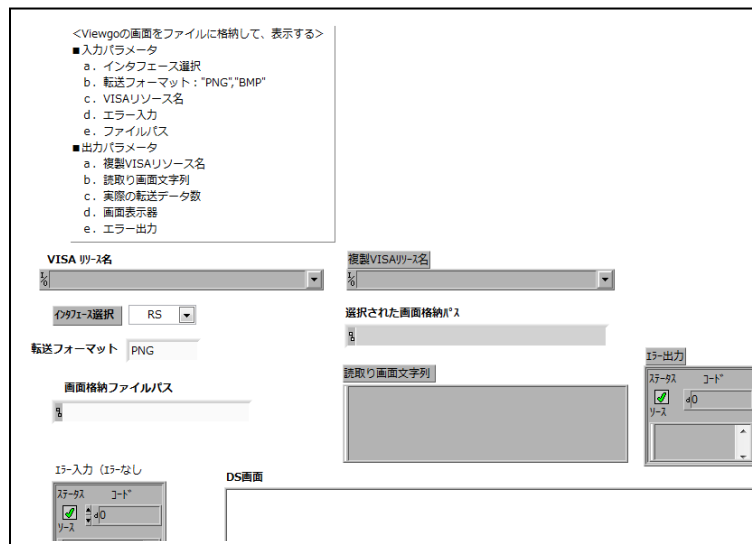 <Viewgoの画面をファイルに格納して、表示する>
■入力パラメータ
a. インタフェース選択
b. 転送フォーマット："PNG","BMP"
c. VISAリソース名
d. エラー入力
e. ファイルパス
■出力パラメータ
a. 複製VISAリソース名
b. 読取り画面文字列
c. 実際の転送データ数
d. 画面表示器
e. エラー出力
VISA ﾘｿｰｽ名
複製VISAﾘｿｰｽ名
I/O
I/O
ｲﾝﾀﾌｪｰｽ選択 RS
選択された画面格納ﾊﾟｽ
転送フォーマット PNG
ｴﾗｰ出力
読取り画面文字列
ｽﾃｰﾀｽ ｺｰﾄﾞ
画面格納ファイルパス
d0
ｿｰｽ
ｴﾗｰ入力（ｴﾗｰなし
DS画面
ｽﾃｰﾀｽ ｺｰﾄﾞ
d0
ｿｰｽ